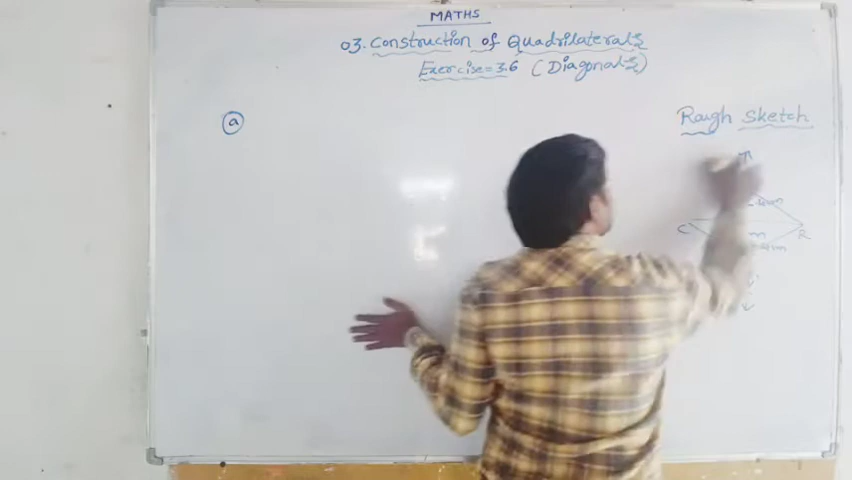 MATHS
03. Construction of Quadrilaterals
Exercise = 3.6 (Diagonals)
a
Rough Sketch
C
R